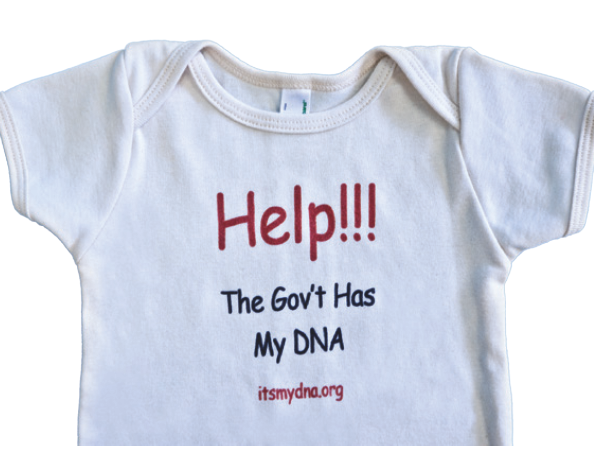 Help!!!
The Gov't Has
My DNA
itsmydna.org